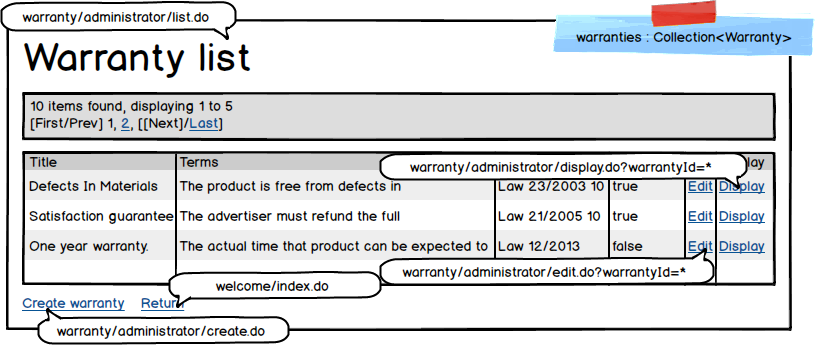 warranty/administrator/list.do
warranties : Collection<Warranty>
Warranty list
10 items found, displaying 1 to 5
[First/Prev] 1, 2, [[Next]/Last]
Title Terms lay
warranty/administrator/display.do?warrantyId=*
Defects In Materials The product is free from defects in Law 23/2003 10 true Edit Display
Satisfaction guarantee The advertiser must refund the full Law 21/2005 10 true Edit Display
One year warranty. The actual time that product can be expected to Law 12/2013 false Edit Display
warranty/administrator/edit.do?warrantyId=*
welcome/index.do
Create warranty Return
warranty/administrator/create.do